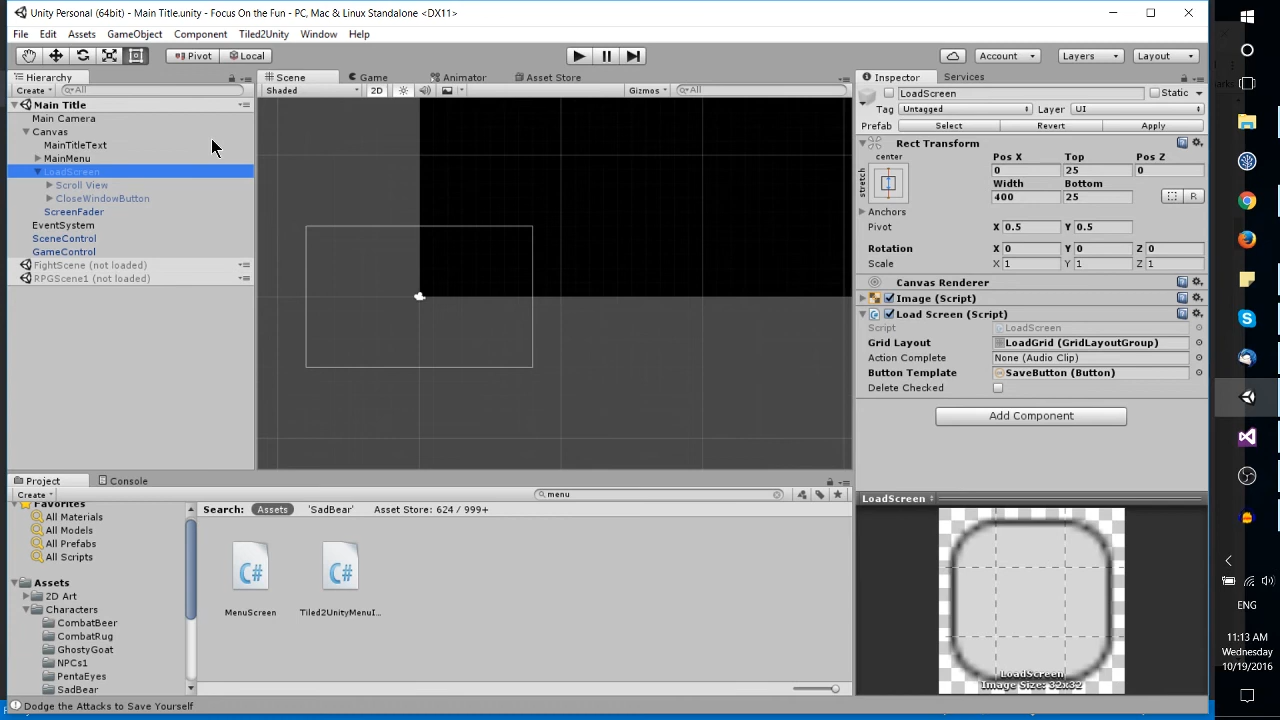 Unity Personal (64bit) - Main Title.unity - Focus On the Fun - PC, Mac & Linux Standalone <DX11>
File Edit Assets GameObject Component Tiled2Unity Window Help
Pivot Local Account Layers Layout
Hierarchy
Create All
Main Title
Main Camera
Canvas
MainTitleText
MainMenu
LoadScreen
Scroll View
CloseWindowButton
ScreenFader
EventSystem
SceneControl
GameControl
FightScene (not loaded)
RPGScene1 (not loaded)
Scene Game Animator Asset Store
Shaded 2D Gizmos All
Inspector Services
LoadScreen Static
Tag Untagged Layer UI
Prefab Select Revert Apply
Rect Transform
center
stretch
Pos X Top Pos Z
0 25 0
Width Bottom
400 25 R
Anchors
Pivot X 0.5 Y 0.5
Rotation X 0 Y 0 Z 0
Scale X 1 Y 1 Z 1
Canvas Renderer
Image (Script)
Load Screen (Script)
Script LoadScreen
Grid Layout LoadGrid (GridLayoutGroup)
Action Complete None (Audio Clip)
Button Template SaveButton (Button)
Delete Checked
Add Component
LoadScreen
LoadScreen
Image Size: 32x32
Project Console
Create menu
Favorites
All Materials
All Models
All Prefabs
All Scripts
Assets
2D Art
Characters
CombatBeer
CombatRug
GhostyGoat
NPCs1
PentaEyes
SadBear
Search: Assets 'SadBear' Asset Store: 624 / 999+
C# C#
MenuScreen Tiled2UnityMenuI...
Dodge the Attacks to Save Yourself
ENG
11:13 AM
Wednesday
10/19/2016